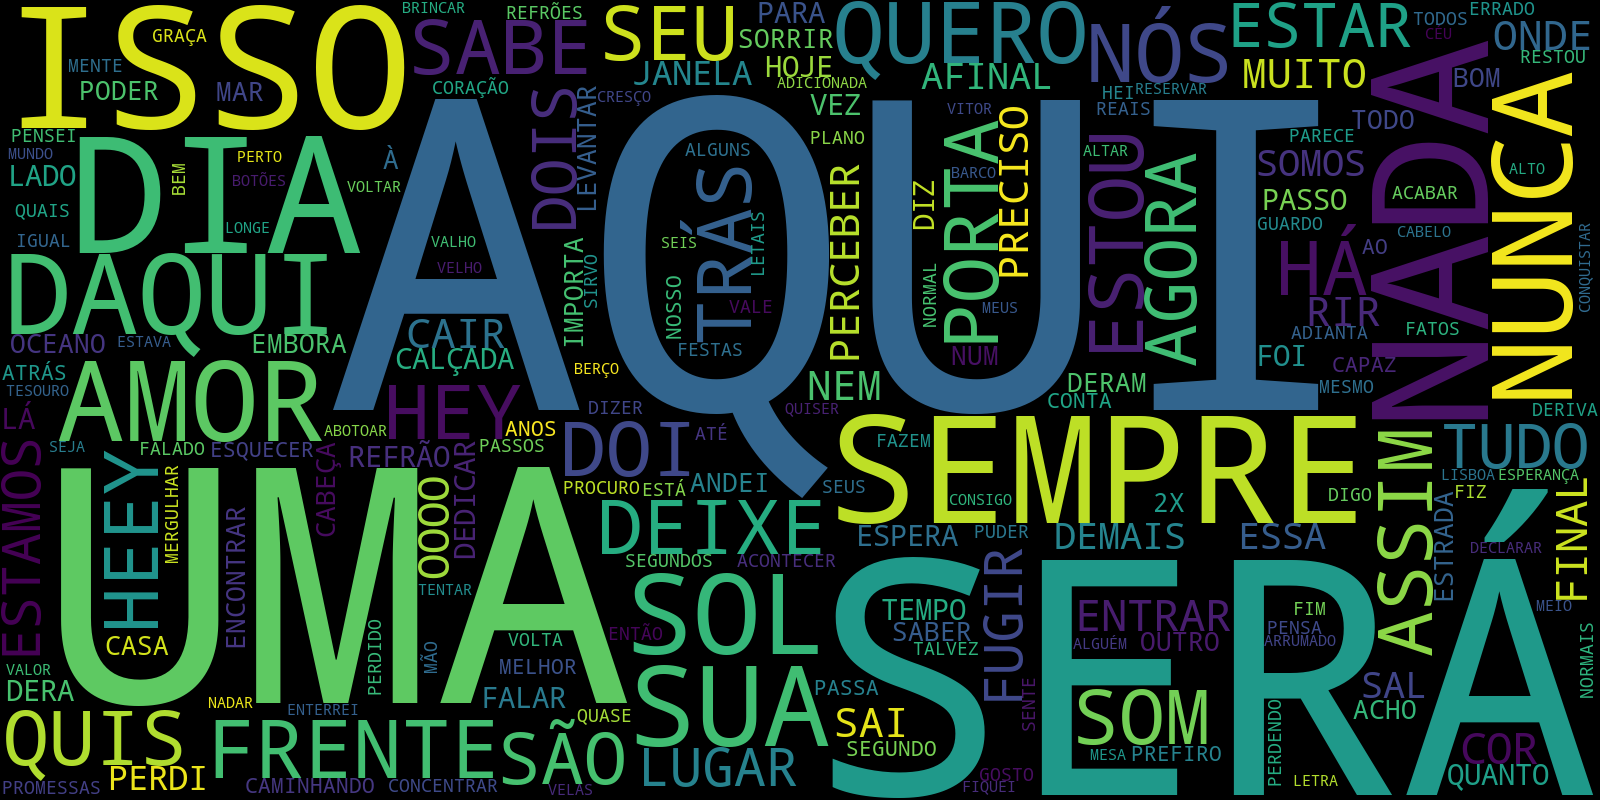 BRINCAR
REFRÕES
PARA
ERRADO
ISSO
GRAÇA
SABE
SEU
SORRIR
QUERO
NÓS
ESTAR
TODOS
CEU
ONDE
RESTOU
MENTE
PODER
MAR
CORAÇÃO
JANELA
HOJE
ADICIONADA
AFINAL
MUITO
HEI
RESERVAR
REAIS
BOM
CRESÇO
VEZ
VITOR
TODO
NADA
NUNCA
PENSEI
MUNDO
PERTO
À
DOIS
LEVANTAR
PLANO
PARECE
LADO
DIA
BEM
BOTÕES
VOLTAR
AQUI
ALGUNS
TRÁS
BARCO
PORTA
PRECISO
ALTAR
ESTOU
AGORA
SOMOS
ALTO
QUAIS
LONGE
DIZ
PASSO
ACABAR
IGUAL
VALHO
SEIS
LETAIS
GUARDO
CABELO
DAQUI
VELHO
IMPORTA
SIRVO
NOSSO
VALE
PERCEBER
NORMAL
MEUS
HÁ
AO
RIR
CONQUISTAR
OCEANO
ESTAVA
EMBORA
CAIR
CALÇADA
FESTAS
NUM
ADIANTA
FATOS
FOI
CAPAZ
ATRÁS
TESOURO
AMOR
BERÇO
NEM
DERAM
MESMO
HEY
LÁ
ABOTOAR
ANOS
DIZER
QUISER
CONTA
DERIVA
SEJA
FALADO
ESQUECER
REFRÃO
PASSOS
DOI
ATÉ
SEMPRE
FAZEM
TUDO
ESTAMOS
HEEY
MERGULHAR
CABEÇA
OOOO
DEDICAR
PROCURO
ESTÁ
ANDEI
SEUS
CONSIGO
2X
DIGO
ASSIM
LISBOA
ESPERANÇA
FIZ
ESTRADA
FINAL
UMA
ENCONTRAR
DEIXE
ESPERA
PUDER
DEMAIS
ESSA
DECLARAR
SEGUNDOS
ACONTECER
TENTAR
SOL
SERÁ
FUGIR
TEMPO
ENTRAR
FIM
MEIO
CASA
PERDIDO
MÃO
VOLTA
ENTÃO
SABER
TALVEZ
ALGUÉM
OUTRO
PENSA
ARRUMADO
VALOR
DERA
MELHOR
SUA
PASSA
SENTE
SAL
NORMAIS
NADAR
ENTERREI
FALAR
QUASE
SOM
ACHO
QUIS
FRENTE
SÃO
SAI
SEGUNDO
MESA
PREFIRO
PERDENDO
COR
PROMESSAS
PERDI
CAMINHANDO
CONCENTRAR
VELAS
LUGAR
GOSTO
FIQUEI
LETRA
QUANTO